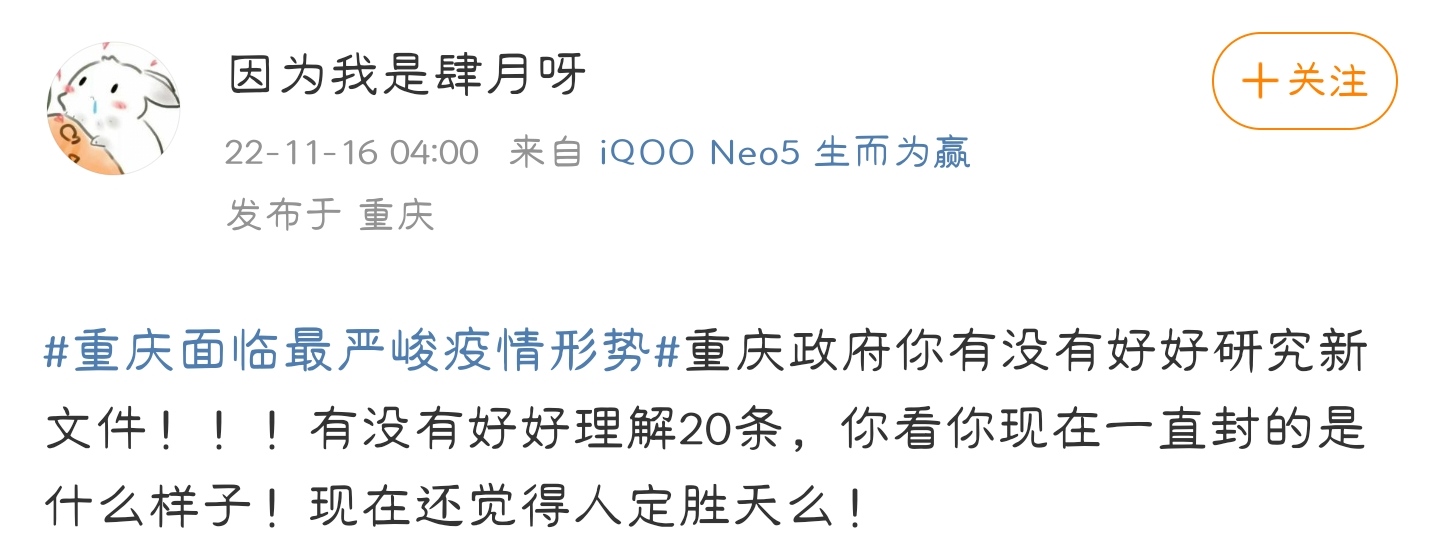 因为我是肆月呀
+关注
22-11-16 04:00 来自 iQOO Neo5 生而为赢
发布于 重庆
#重庆面临最严峻疫情形势#重庆政府你有没有好好研究新
文件！！！有没有好好理解20条，你看你现在一直封的是
什么样子！现在还觉得人定胜天么！